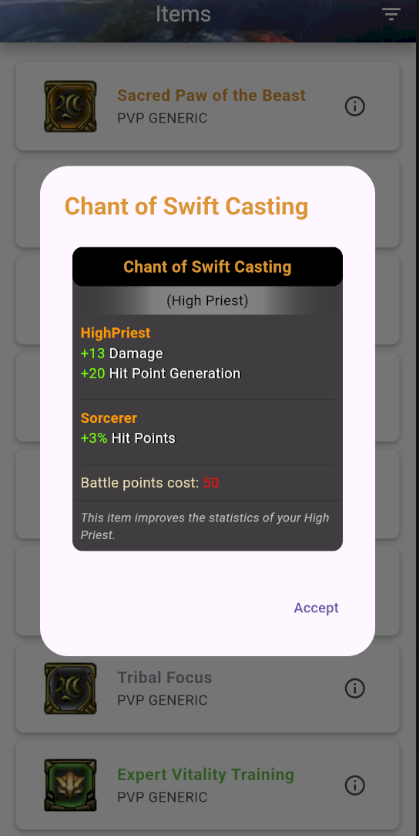 Items
Sacred Paw of the Beast
PVP GENERIC
Chant of Swift Casting
Chant of Swift Casting
(High Priest)
HighPriest
+13 Damage
+20 Hit Point Generation
Sorcerer
+3% Hit Points
Battle points cost: 50
This item improves the statistics of your High
Priest.
Accept
Tribal Focus
PVP GENERIC
Expert Vitality Training
PVP GENERIC